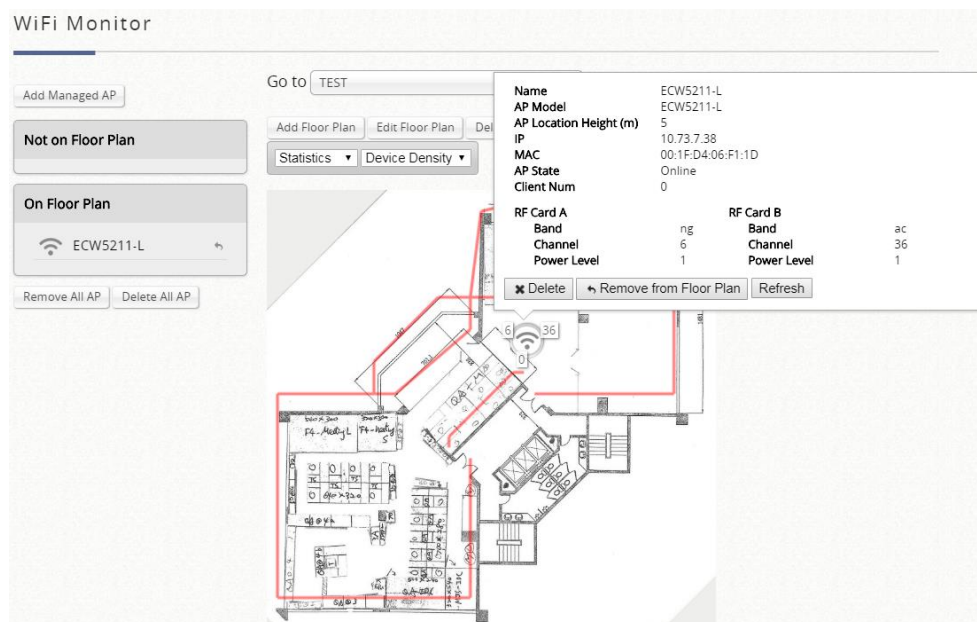 WiFi Monitor
Add Managed AP
Not on Floor Plan
On Floor Plan
ECW5211-L
Remove All AP Delete All AP
Go to TEST
Add Floor Plan Edit Floor Plan Del
Statistics Device Density
Name ECW5211-L
AP Model ECW5211-L
AP Location Height (m) 5
IP 10.73.7.38
MAC 00:1F:D4:06:F1:1D
AP State Online
Client Num 0
RF Card A RF Card B
Band ng Band ac
Channel 6 Channel 36
Power Level 1 Power Level 1
Delete Remove from Floor Plan Refresh
6 36
0
QA+M
F4-Meeting L